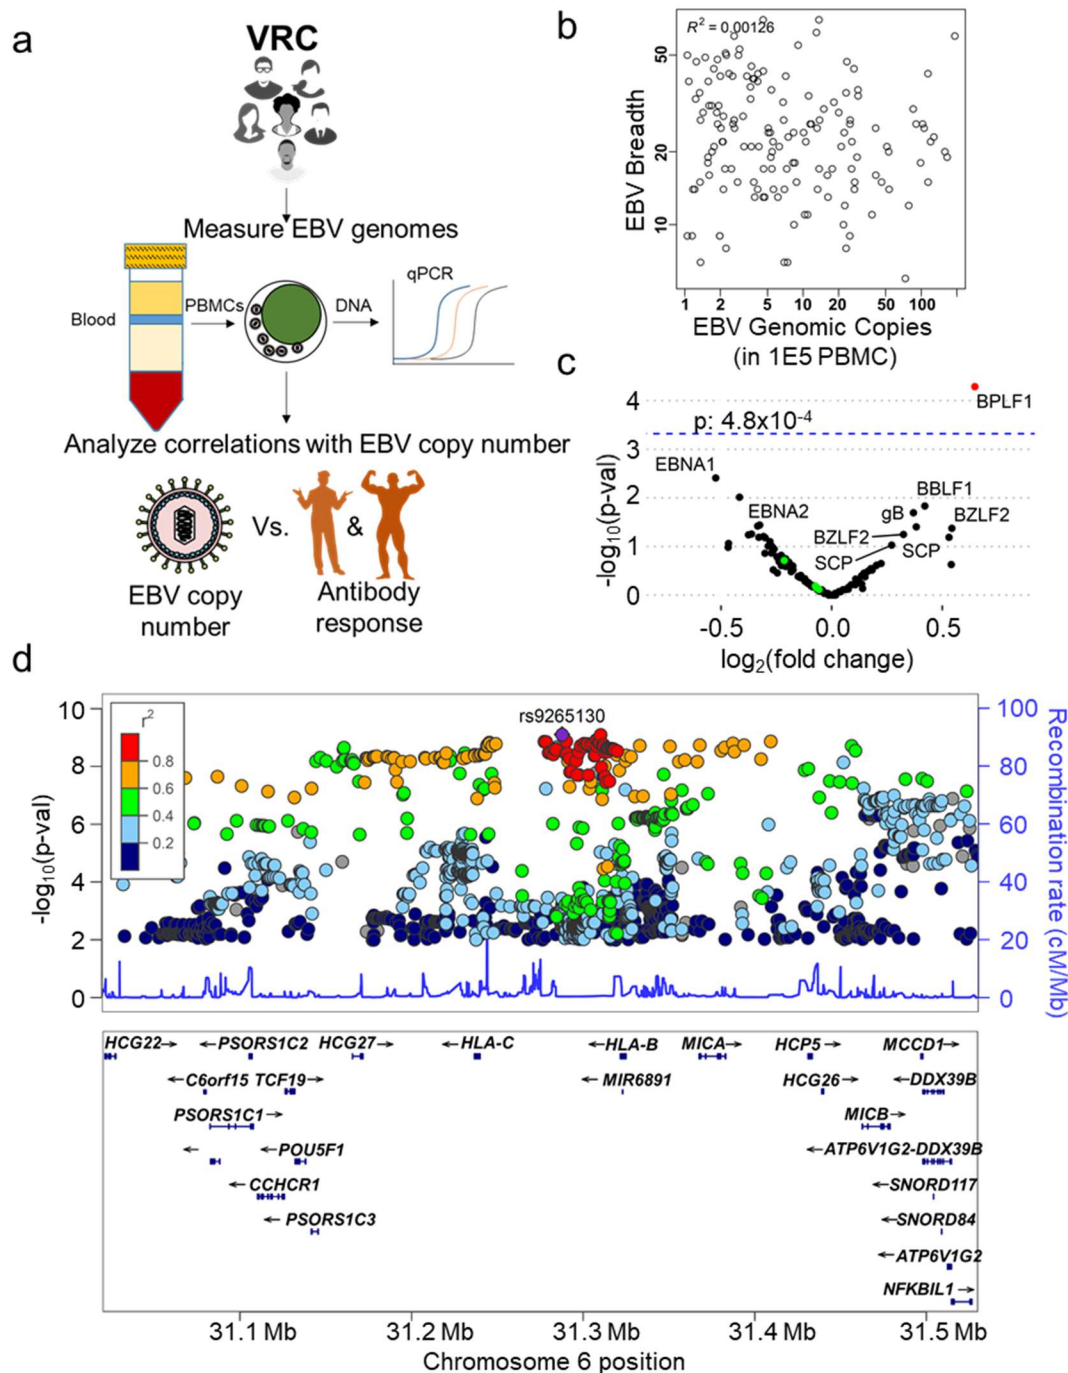 a
VRC
Measure EBV genomes
Blood
PBMCs
DNA
qPCR
Analyze correlations with EBV copy number
Vs.
&
EBV copy
number
Antibody
response
b
R² = 0.00126
EBV Breadth
50
20
10
1 2 5 10 20 50 100
EBV Genomic Copies
(in 1E5 PBMC)
c
-log10(p-val)
4
3
2
1
0
p: 4.8x10-4
BPLF1
EBNA1
EBNA2
BBLF1
gB
BZLF2
BZLF2
SCP
SCP
-0.5 0.0 0.5
log2(fold change)
d
-log10(p-val)
10
8
6
4
2
0
r²
0.8
0.6
0.4
0.2
rs9265130
100
80
60
40
20
0
Recombination rate (cM/Mb)
HCG22→ ←PSORS1C2 HCG27→ ←HLA-C ←HLA-B MICA→ HCP5→ MCCD1→
←C6orf15 TCF19→ ←MIR6891 HCG26→ ←DDX39B
PSORS1C1→ MICB→
← ←POU5F1 ←ATP6V1G2-DDX39B
←CCHCR1 ←SNORD117
←PSORS1C3 ←SNORD84
←ATP6V1G2
NFKBIL1→
31.1 Mb 31.2 Mb 31.3 Mb 31.4 Mb 31.5 Mb
Chromosome 6 position